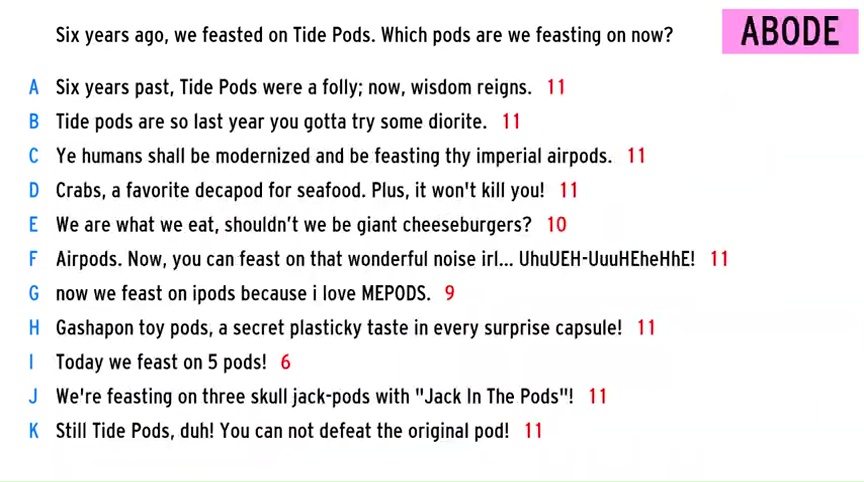 Six years ago, we feasted on Tide Pods. Which pods are we feasting on now?
ABODE
A Six years past, Tide Pods were a folly; now, wisdom reigns. 11
B Tide pods are so last year you gotta try some diorite. 11
C Ye humans shall be modernized and be feasting thy imperial airpods. 11
D Crabs, a favorite decapod for seafood. Plus, it won't kill you! 11
E We are what we eat, shouldn’t we be giant cheeseburgers? 10
F Airpods. Now, you can feast on that wonderful noise irl... UhuUEH-UuuHEheHhE! 11
G now we feast on ipods because i love MEPODS. 9
H Gashapon toy pods, a secret plasticky taste in every surprise capsule! 11
I Today we feast on 5 pods! 6
J We're feasting on three skull jack-pods with "Jack In The Pods"! 11
K Still Tide Pods, duh! You can not defeat the original pod! 11